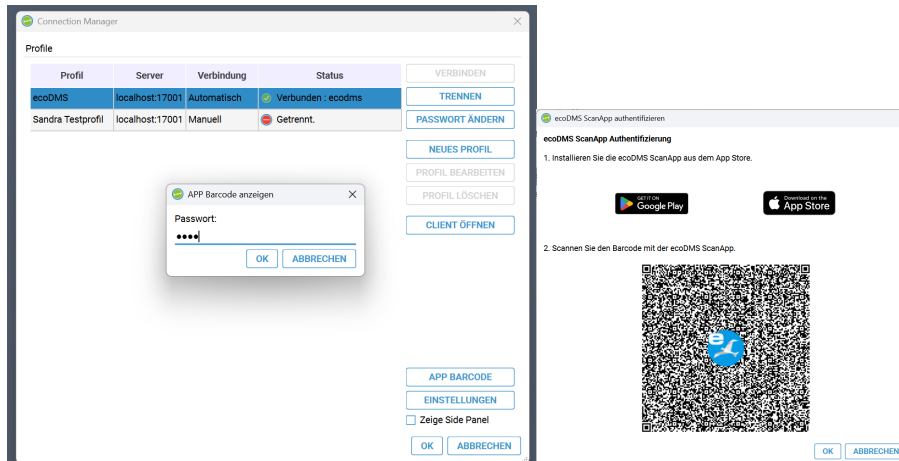 Connection Manager
Profile
Profil Server Verbindung Status
ecoDMS localhost:17001 Automatisch Verbunden : ecodms
Sandra Testprofil localhost:17001 Manuell Getrennt.
VERBINDEN
TRENNEN
PASSWORT ÄNDERN
NEUES PROFIL
PROFIL BEARBEITEN
PROFIL LÖSCHEN
CLIENT ÖFFNEN
APP Barcode anzeigen
Passwort:
OK ABBRECHEN
APP BARCODE
EINSTELLUNGEN
Zeige Side Panel
OK ABBRECHEN
ecoDMS ScanApp authentifizieren
ecoDMS ScanApp Authentifizierung
1. Installieren Sie die ecoDMS ScanApp aus dem App Store.
GET IT ON
Google Play
Download on the
App Store
2. Scannen Sie den Barcode mit der ecoDMS ScanApp.
e
OK ABBRECHEN